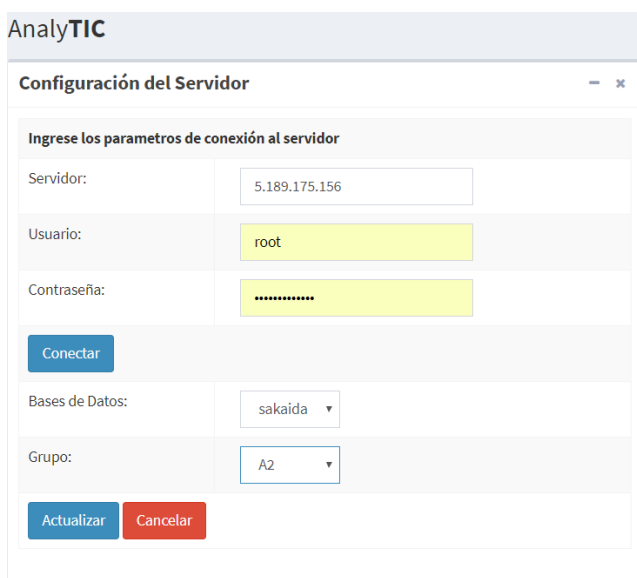 AnalyTIC
Configuración del Servidor
Ingrese los parametros de conexión al servidor
Servidor: 5.189.175.156
Usuario: root
Contraseña: •••••••••••••
Conectar
Bases de Datos: sakaida
Grupo: A2
Actualizar Cancelar